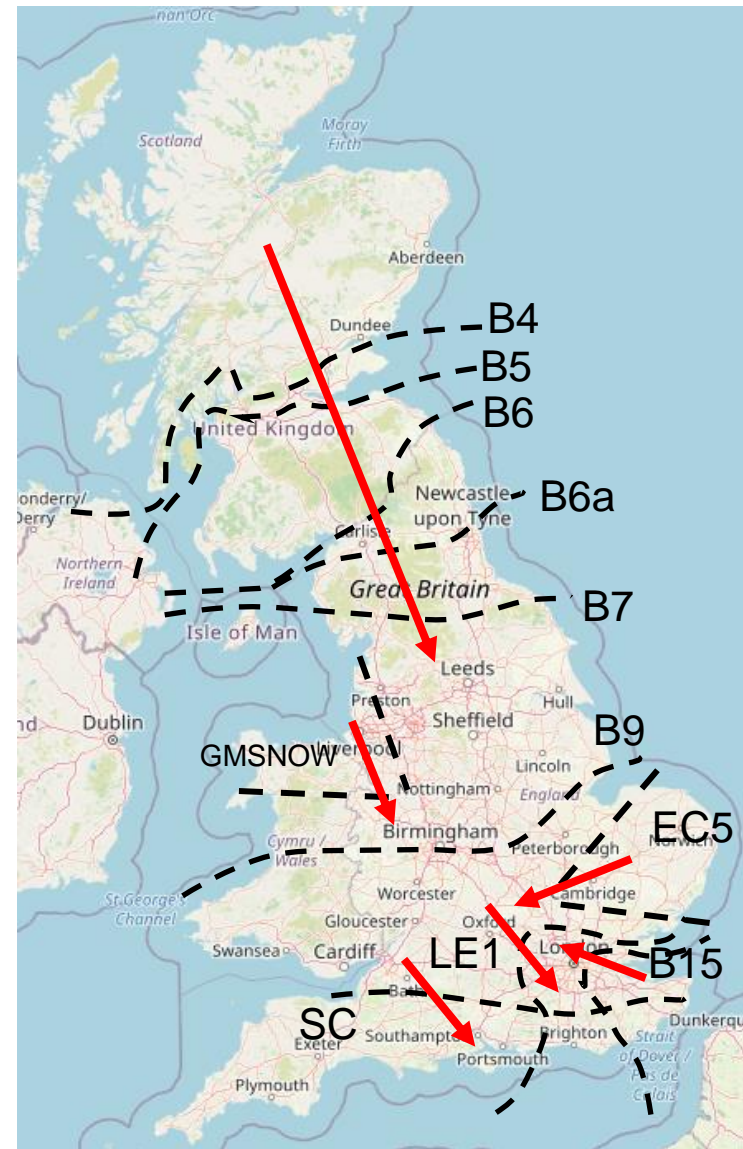 nan Orc
Scotland
Moray
Firth
Aberdeen
Dundee
B4
B5
United Kingdom
B6
Newcastle
upon Tyne
B6a
onderry/
Derry
Carlisle
Northern
Ireland
Great Britain
B7
Isle of Man
Leeds
Preston
Hull
Dublin
Sheffield
B9
GMSNOW
Liverpool
Lincoln
Nottingham
England
EC5
Birmingham
Norwich
Peterborough
Cymru /
Wales
St George's
Channel
Worcester
Cambridge
Gloucester
Oxford
Swansea
Cardiff
LE1
London
B15
Bath
SC
Southampton
Brighton
Strait
of Dover /
Pas de
Calais
Dunkerqu
Exeter
Portsmouth
Plymouth